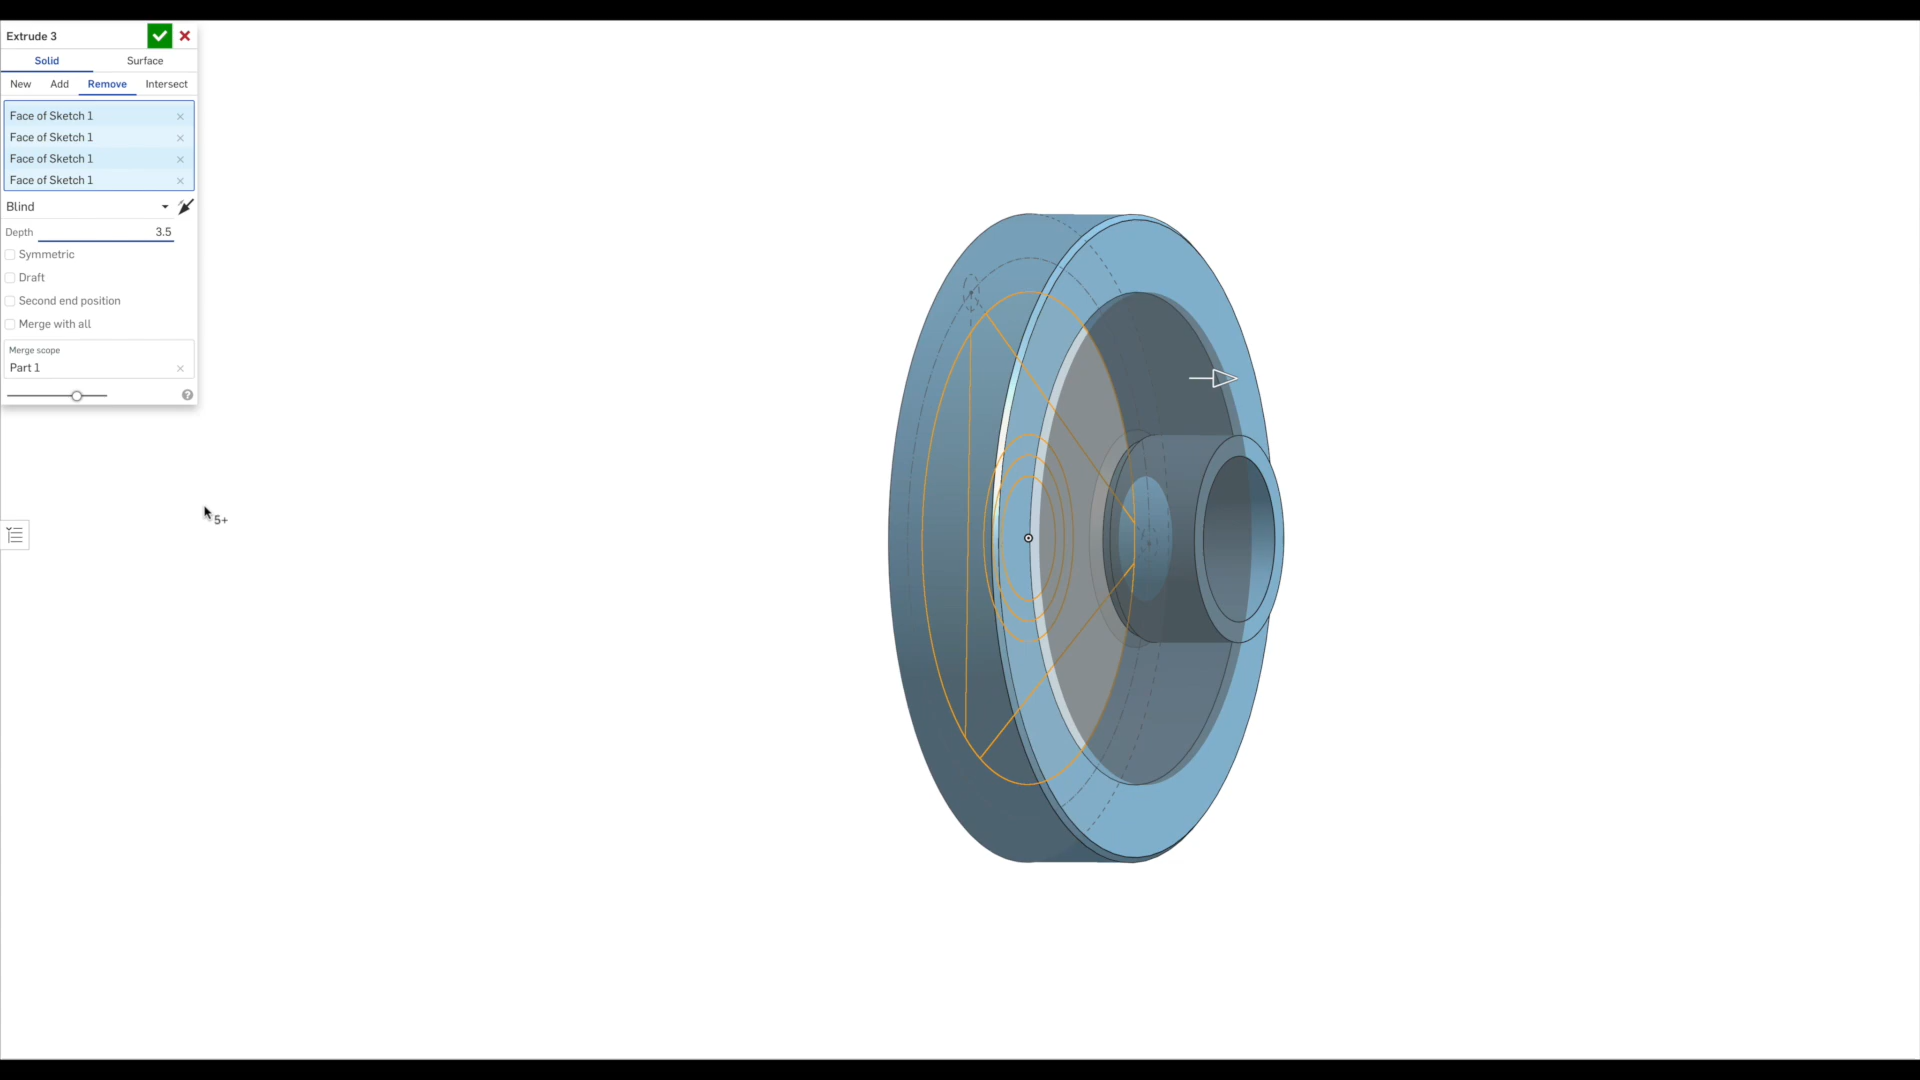 Extrude 3
Solid Surface
New Add Remove Intersect
Face of Sketch 1
Face of Sketch 1
Face of Sketch 1
Face of Sketch 1
Blind
Depth 3.5
Symmetric
Draft
Second end position
Merge with all
Merge scope
Part 1
?
5+